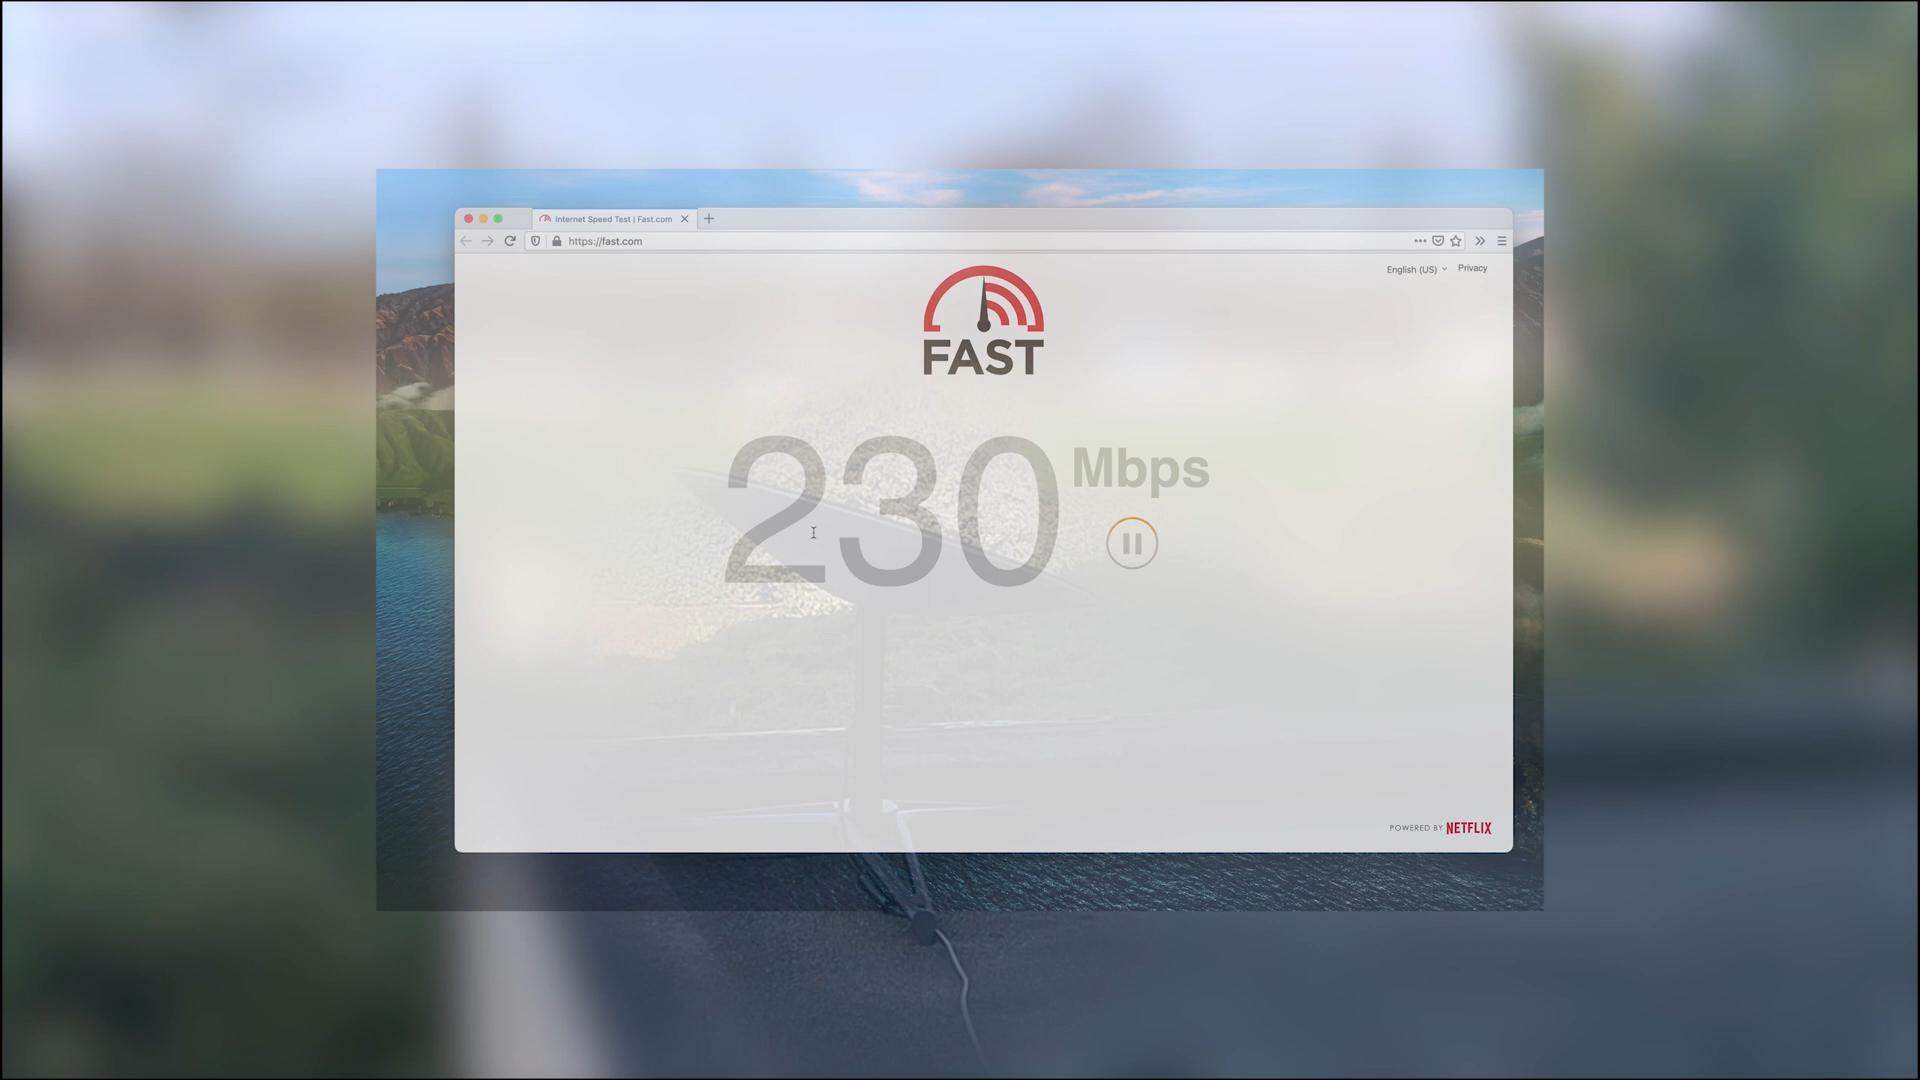 Internet Speed Test | Fast.com
https://fast.com
English (US)
Privacy
FAST
230 Mbps
POWERED BY NETFLIX